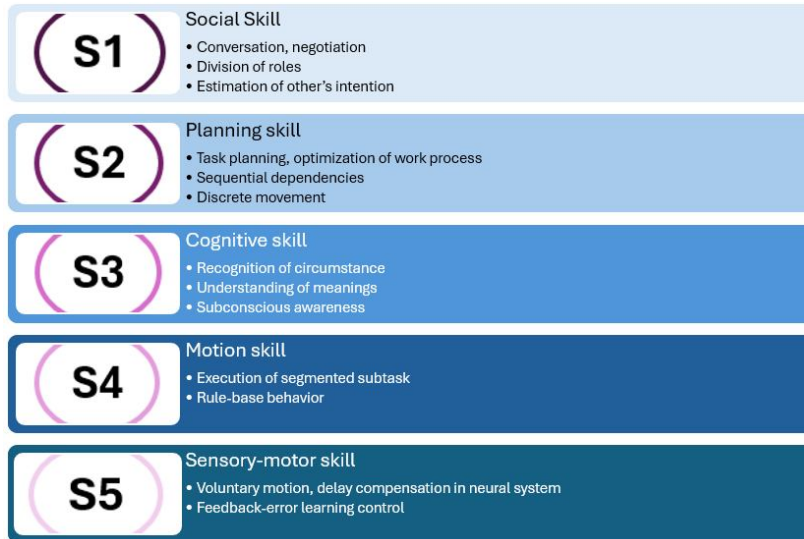 S1
Social Skill
• Conversation, negotiation
• Division of roles
• Estimation of other's intention
S2
Planning skill
• Task planning, optimization of work process
• Sequential dependencies
• Discrete movement
S3
Cognitive skill
• Recognition of circumstance
• Understanding of meanings
• Subconscious awareness
S4
Motion skill
• Execution of segmented subtask
• Rule-base behavior
S5
Sensory-motor skill
• Voluntary motion, delay compensation in neural system
• Feedback-error learning control